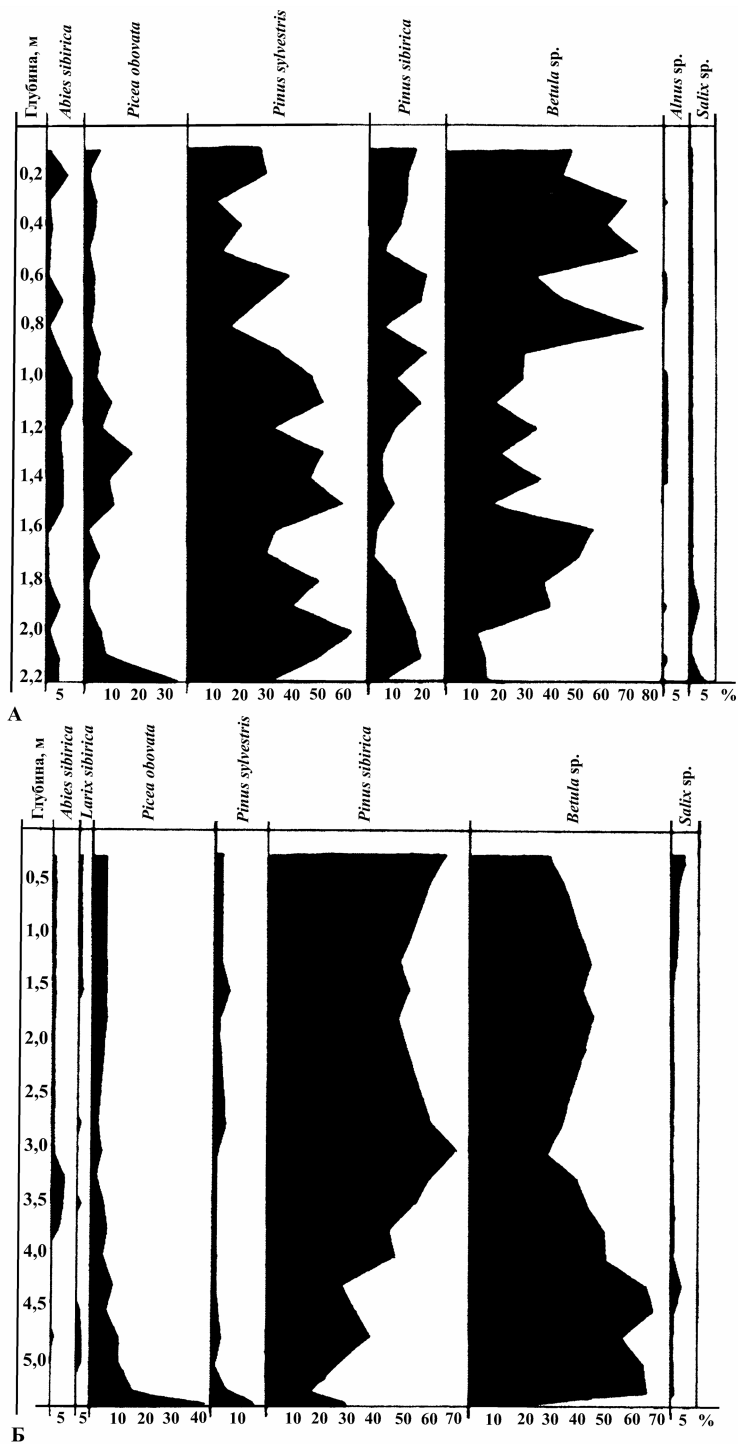 Глубина, м
Abies sibirica
Picea obovata
Pinus sylvestris
Pinus sibirica
Betula sp.
Alnus sp.
Salix sp.
0,2
0,4
0,6
0,8
1,0
1,2
1,4
1,6
1,8
2,0
2,2
5 10 20 30 10 20 30 40 50 60 10 20 10 20 30 40 50 60 70 80 5 5 %
А
Глубина, м
Abies sibirica
Larix sibirica
Picea obovata
Pinus sylvestris
Pinus sibirica
Betula sp.
Salix sp.
0,5
1,0
1,5
2,0
2,5
3,0
3,5
4,0
4,5
5,0
5 5 10 20 30 40 10 10 20 30 40 50 60 70 10 20 30 40 50 60 70 5 %
Б